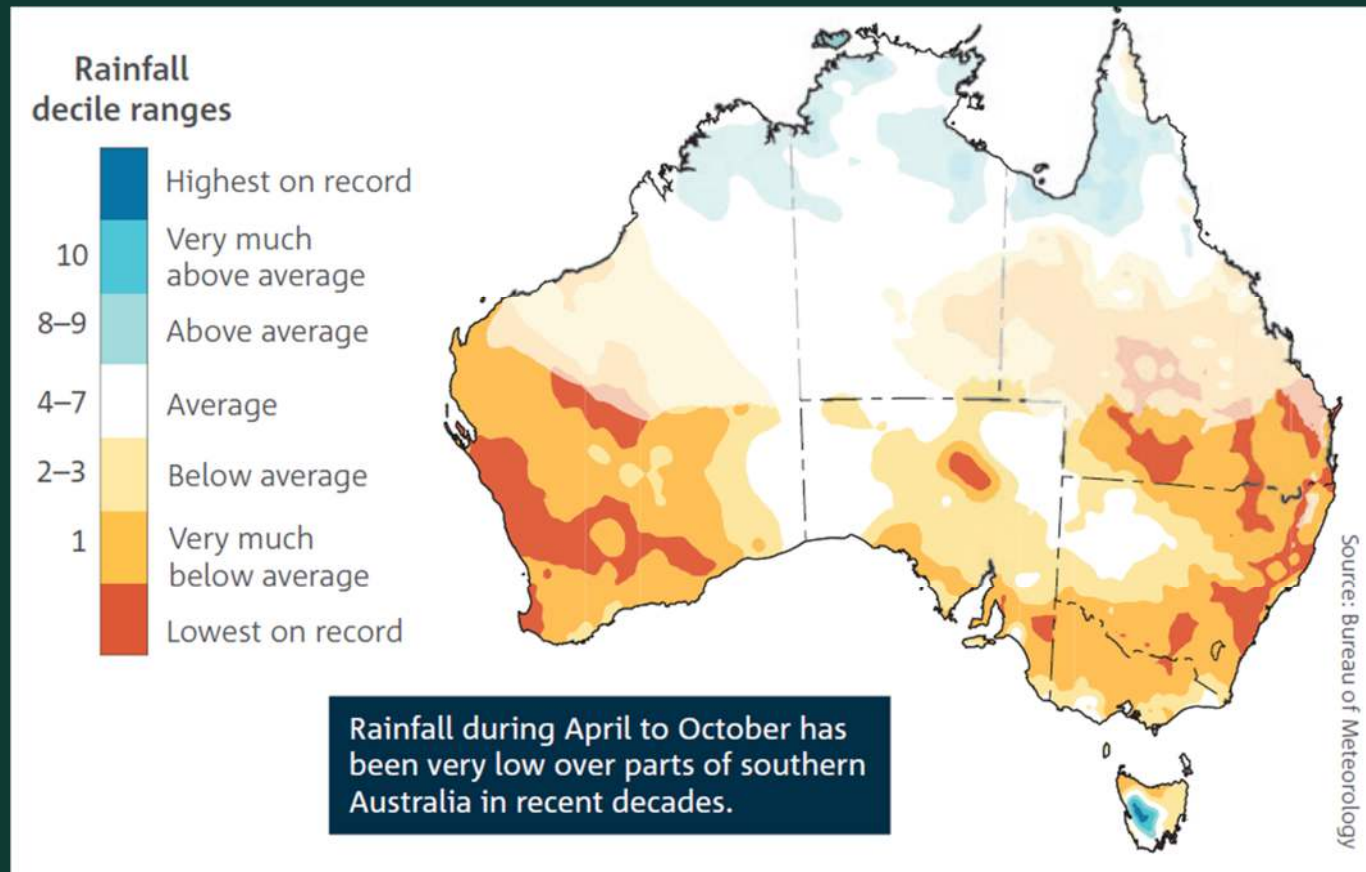 Rainfall
decile ranges
Highest on record
10
Very much
above average
8–9
Above average
4–7
Average
2–3
Below average
1
Very much
below average
Lowest on record
Rainfall during April to October has
been very low over parts of southern
Australia in recent decades.
Source: Bureau of Meteorology